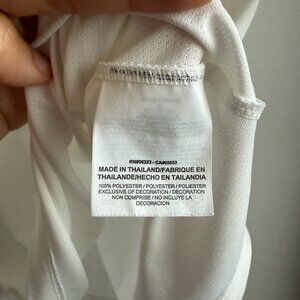 RN#56323 - CA#05553
MADE IN THAILAND/FABRIQUE EN
THAILANDE/HECHO EN TAILANDIA
100% POLYESTER / POLYESTER / POLIESTER
EXCLUSIVE OF DECORATION / DECORATION
NON COMPRISE / NO INCLUYE LA
DECORACION